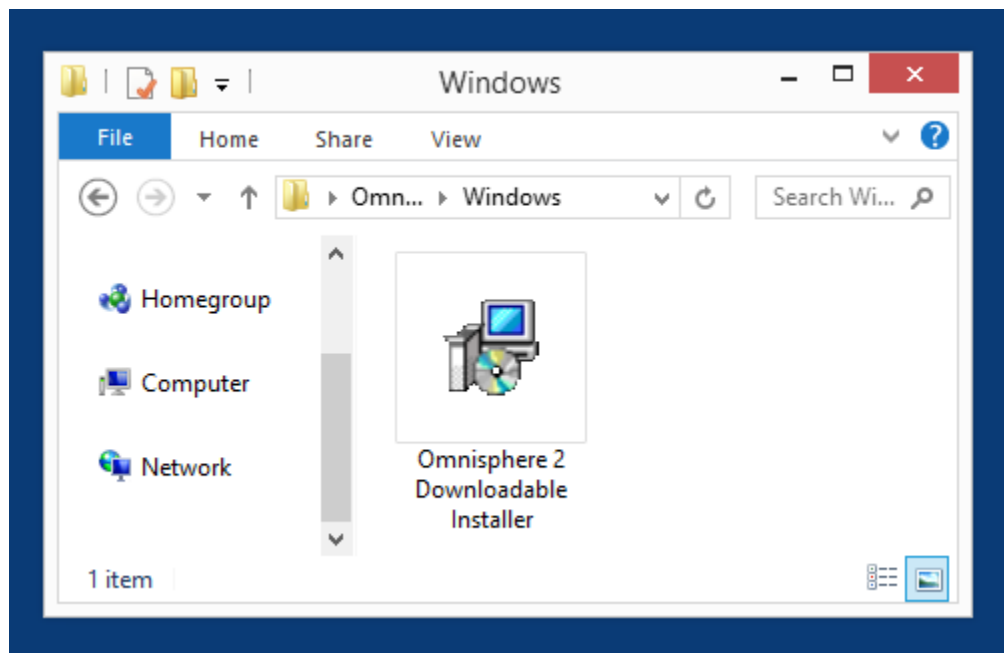 Windows
File Home Share View
Omn... Windows
Search Wi...
Homegroup
Computer
Network
Omnisphere 2
Downloadable
Installer
1 item